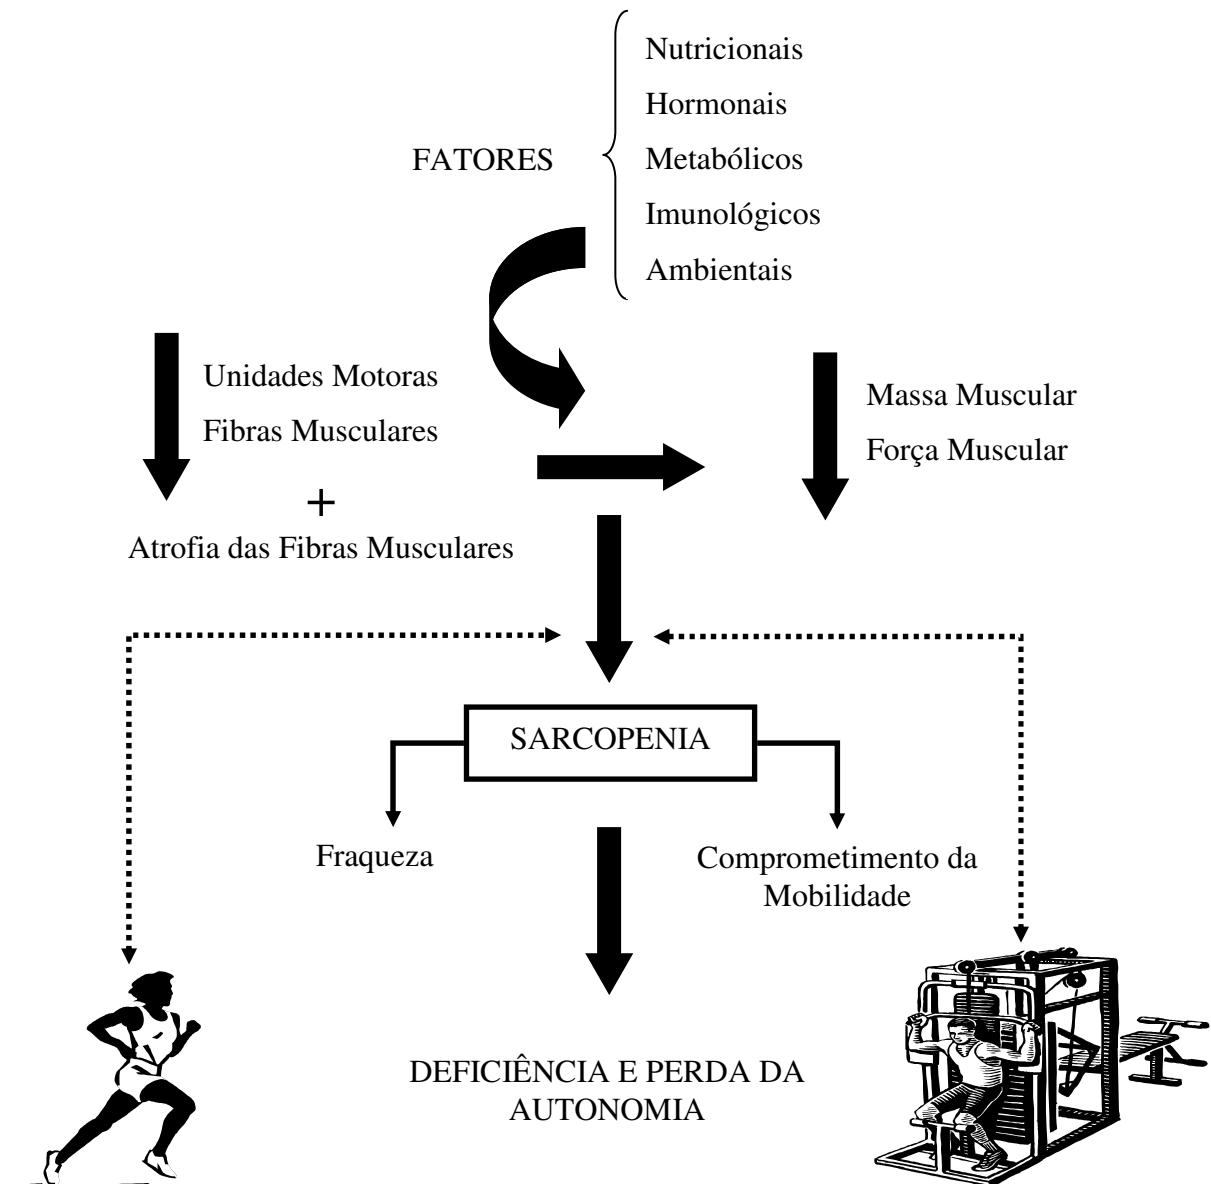 Nutricionais
Hormonais
FATORES
Metabólicos
Imunológicos
Ambientais
Unidades Motoras
Fibras Musculares
+
Atrofia das Fibras Musculares
Massa Muscular
Força Muscular
SARCOPENIA
Fraqueza
Comprometimento da
Mobilidade
DEFICIÊNCIA E PERDA DA
AUTONOMIA